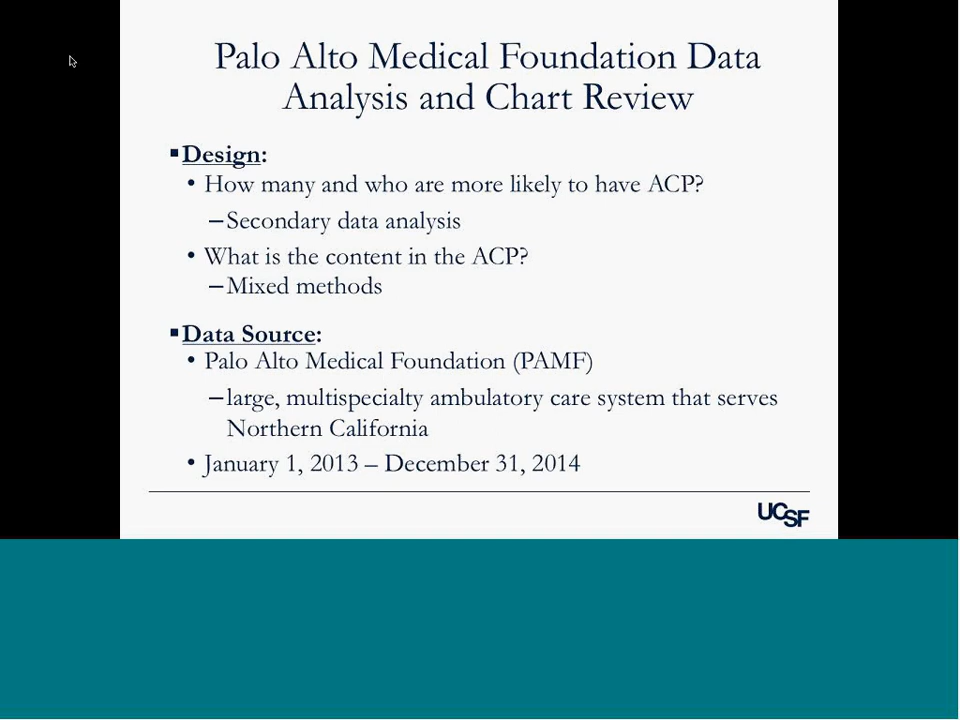 Palo Alto Medical Foundation Data
Analysis and Chart Review
▪Design:
• How many and who are more likely to have ACP?
–Secondary data analysis
• What is the content in the ACP?
–Mixed methods
▪Data Source:
• Palo Alto Medical Foundation (PAMF)
–large, multispecialty ambulatory care system that serves
Northern California
• January 1, 2013 – December 31, 2014
UCSF